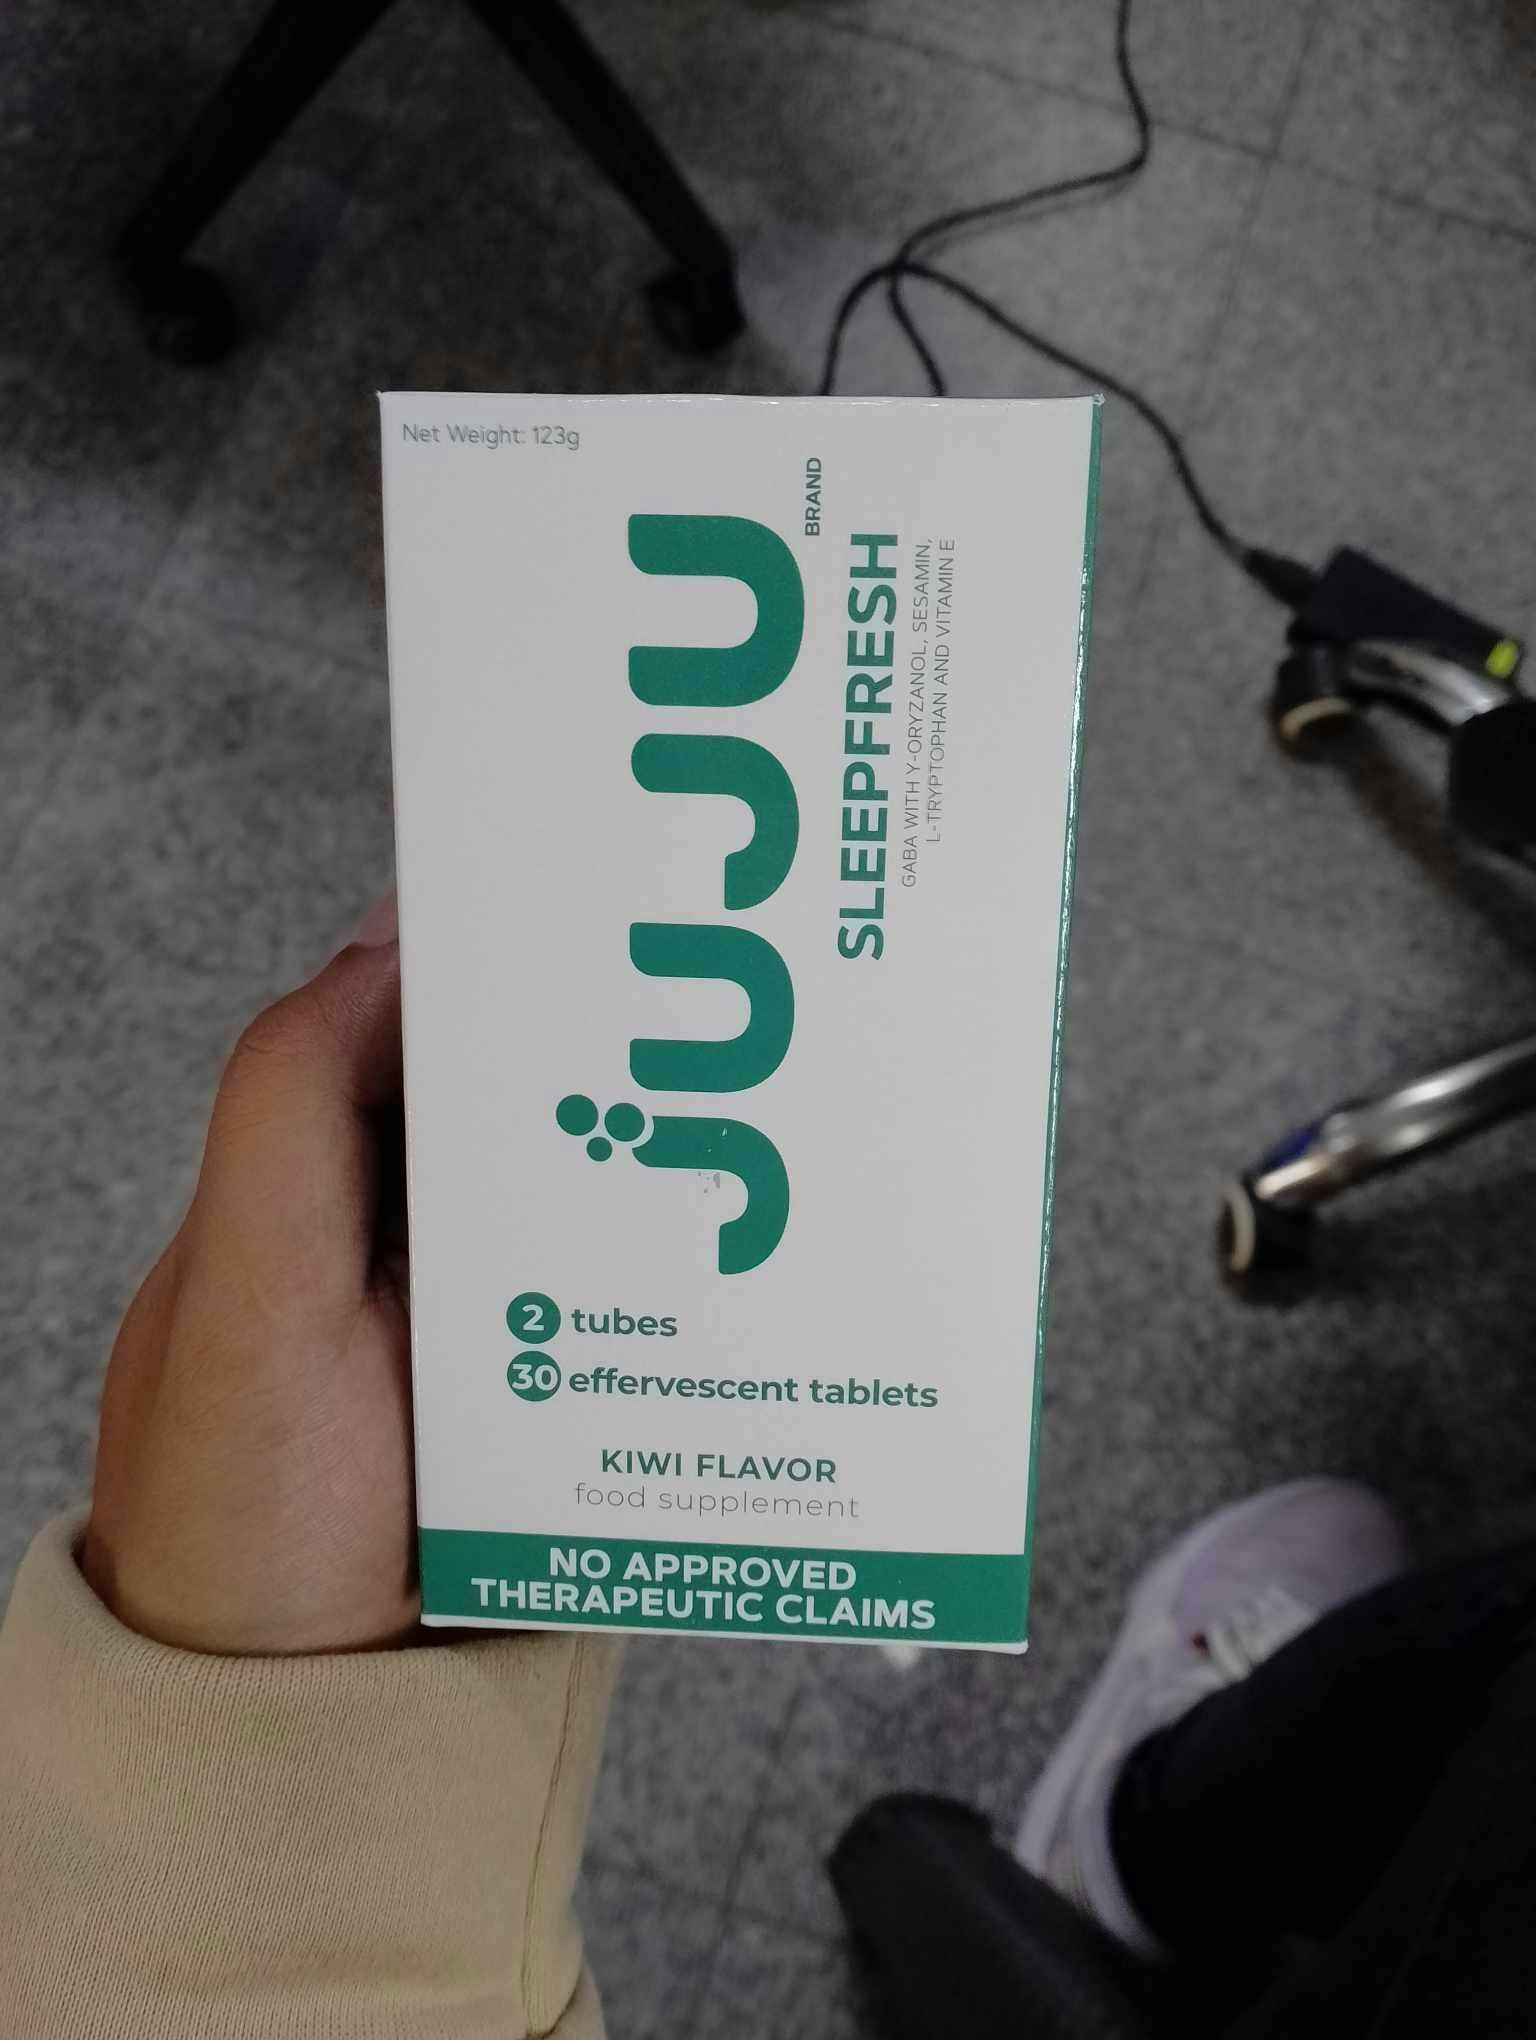 Net Weight: 123g
juju
BRAND
SLEEPFRESH
GABA WITH Y-ORYZANOL, SESAMIN,
L-TRYPTOPHAN AND VITAMIN E
2 tubes
30 effervescent tablets
KIWI FLAVOR
food supplement
NO APPROVED
THERAPEUTIC CLAIMS